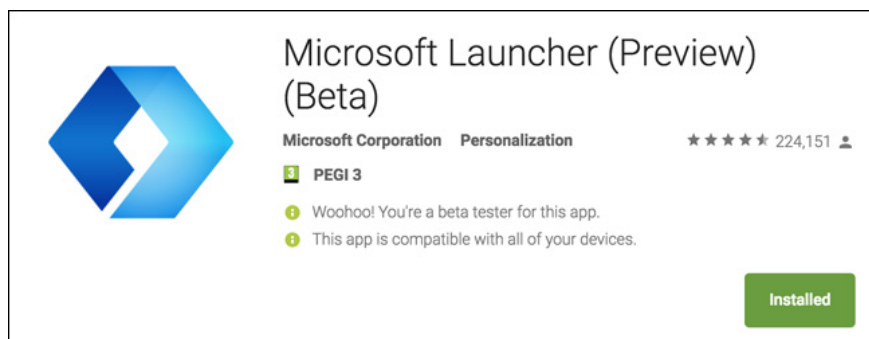 Microsoft Launcher (Preview)
(Beta)
Microsoft Corporation Personalization 224,151
3 PEGI 3
Woohoo! You're a beta tester for this app.
This app is compatible with all of your devices.
Installed